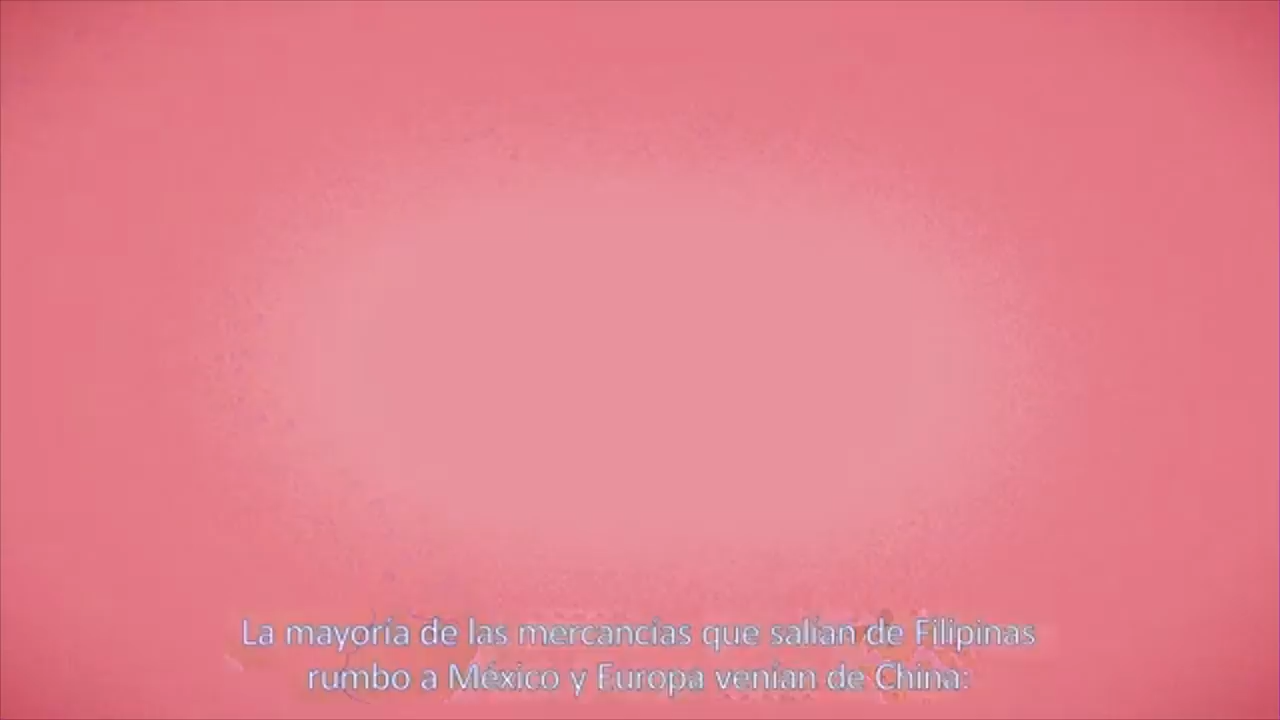 La mayoría de las mercancías que salían de Filipinas
rumbo a México y Europa venían de China: